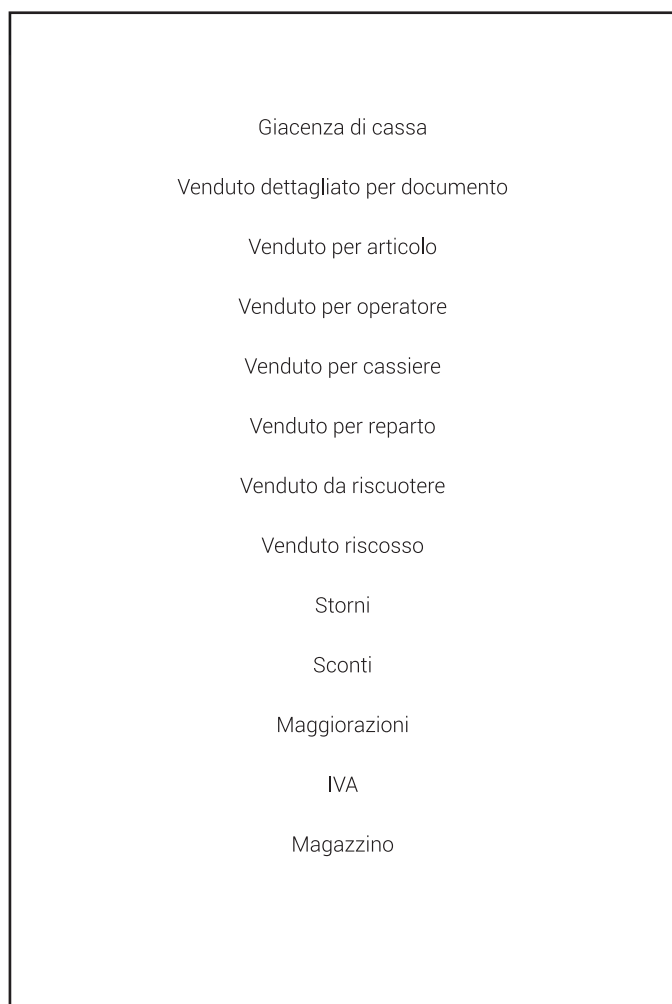 Giacenza di cassa
Venduto dettagliato per documento
Venduto per articolo
Venduto per operatore
Venduto per cassiere
Venduto per reparto
Venduto da riscuotere
Venduto riscosso
Storni
Sconti
Maggiorazioni
IVA
Magazzino